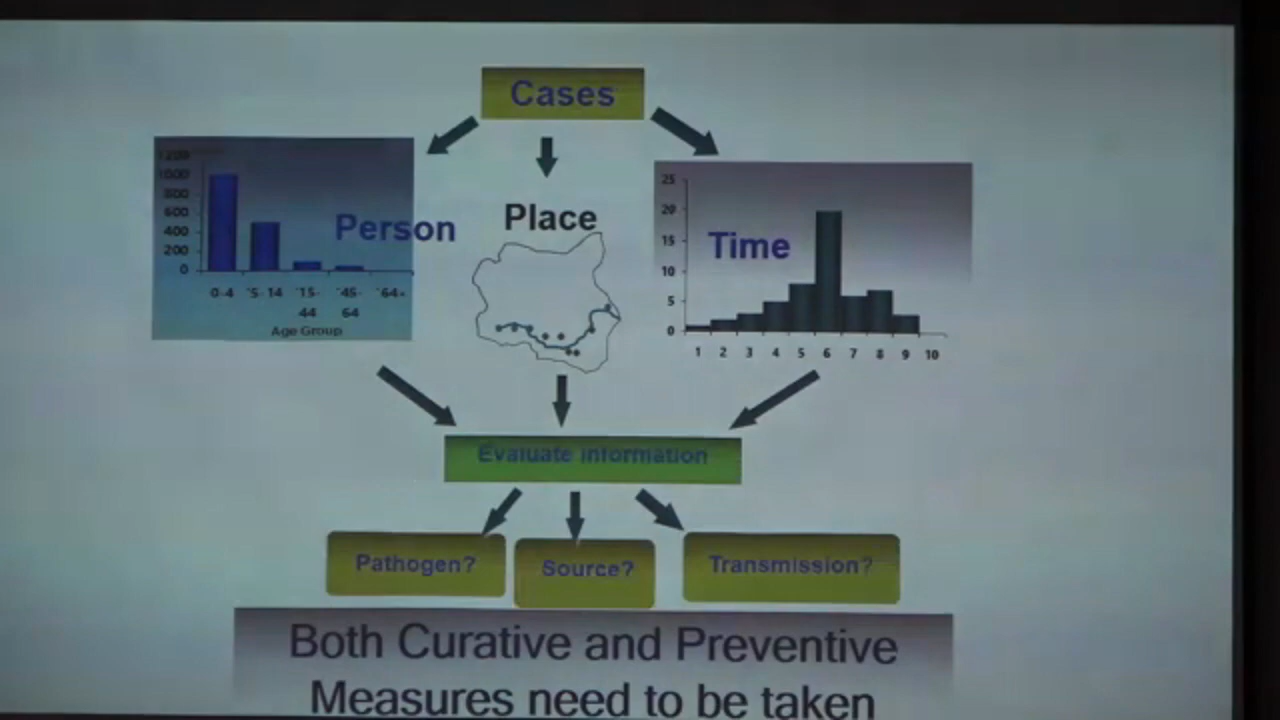 Cases
1200
1000
800
600
400
200
0
0-4 '5-14 '15-44 '45-64 '64+
Age Group
Person
Place
25
20
15
10
5
0
Time
1 2 3 4 5 6 7 8 9 10
Evaluate information
Pathogen? Source? Transmission?
Both Curative and Preventive
Measures need to be taken